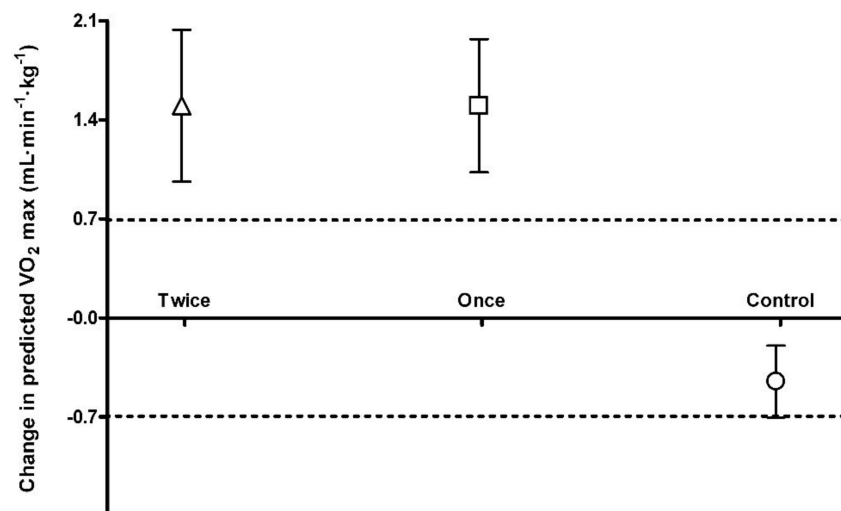 Change in predicted VO₂ max (mL·min⁻¹·kg⁻¹)
2.1
1.4
0.7
Twice Once Control
-0.0
-0.7